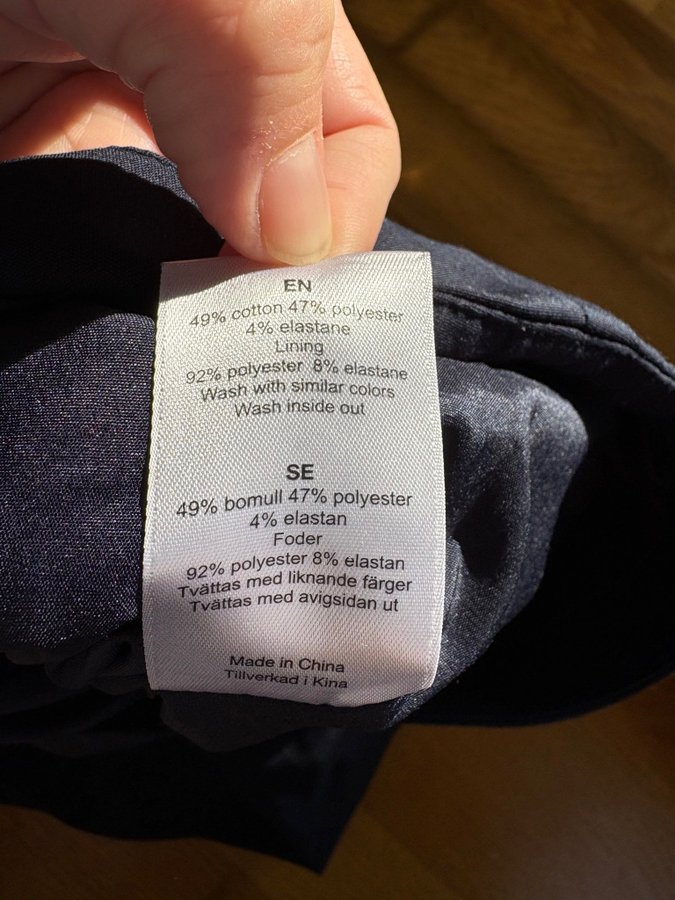 EN
49% cotton 47% polyester
4% elastane
Lining
92% polyester 8% elastane
Wash with similar colors
Wash inside out
SE
49% bomull 47% polyester
4% elastan
Foder
92% polyester 8% elastan
Tvättas med liknande färger
Tvättas med avigsidan ut
Made in China
Tillverkad i Kina